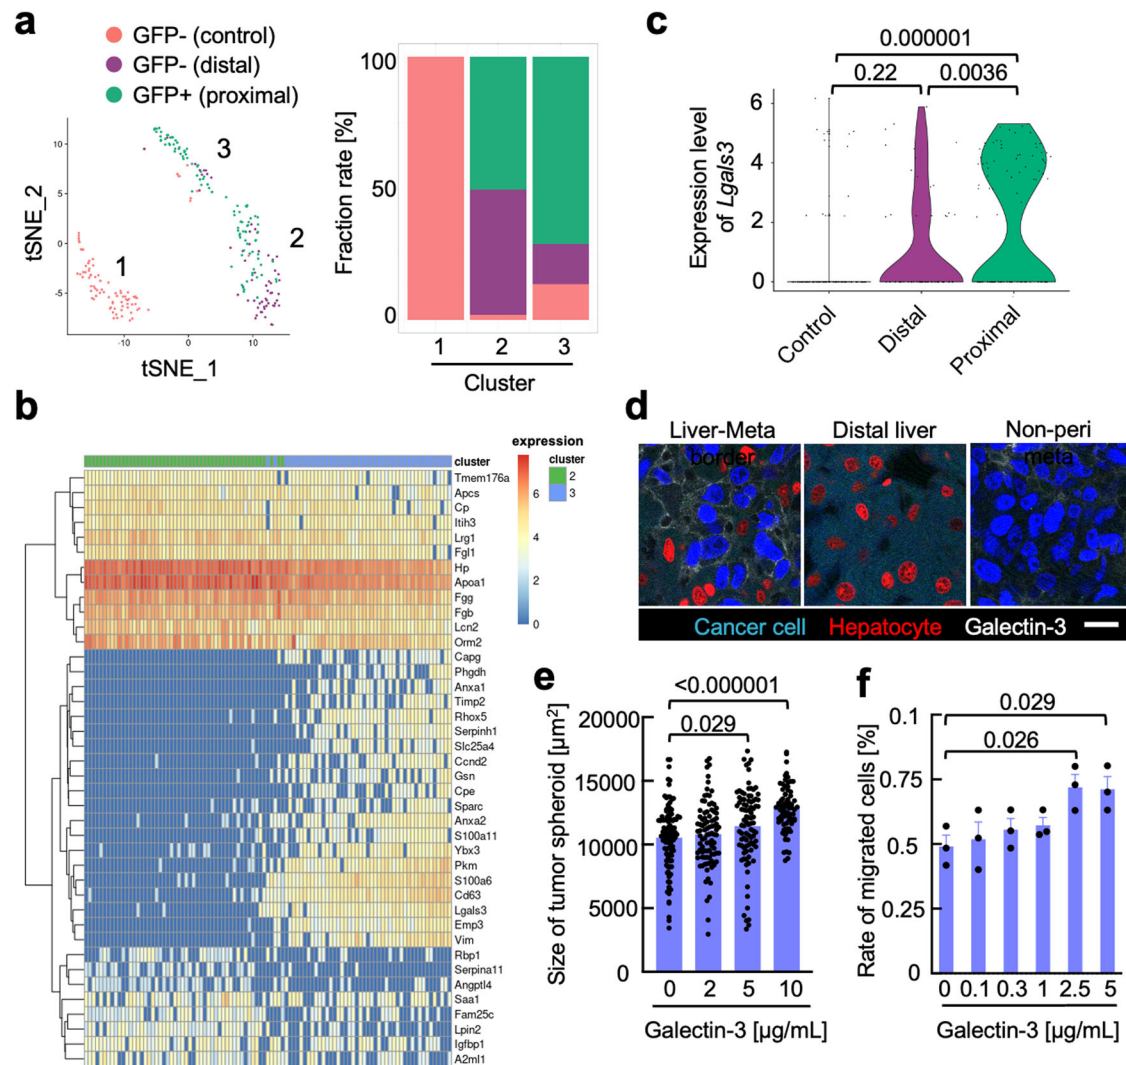 a
GFP- (control)
GFP- (distal)
GFP+ (proximal)
tSNE_2
10
5
0
-5
3
2
1
-10
0
10
tSNE_1
Fraction rate [%]
100
50
0
1 2 3
Cluster
c
0.000001
0.22 0.0036
Expression level
of Lgals3
6
4
2
0
Control
Distal
Proximal
b
expression
6
4
2
0
cluster
2
3
cluster
Tmem176a
Apcs
Cp
Itih3
Lrg1
Fgl1
Hp
Apoa1
Fgg
Fgb
Lcn2
Orm2
Capg
Phgdh
Anxa1
Timp2
Rhox5
Serpinh1
Slc25a4
Ccnd2
Gsn
Cpe
Sparc
Anxa2
S100a11
Ybx3
Pkm
S100a6
Cd63
Lgals3
Emp3
Vim
Rbp1
Serpina11
Angptl4
Saa1
Fam25c
Lpin2
Igfbp1
A2ml1
d
Liver-Meta
border
Distal liver
Non-peri
meta
Cancer cell Hepatocyte Galectin-3
e
<0.000001
0.029
Size of tumor spheroid [µm²]
20000
15000
10000
5000
0
0 2 5 10
Galectin-3 [µg/mL]
f
0.029
0.026
Rate of migrated cells [%]
0.1
0.75
0.5
0.25
0
0 0.1 0.3 1 2.5 5
Galectin-3 [µg/mL]